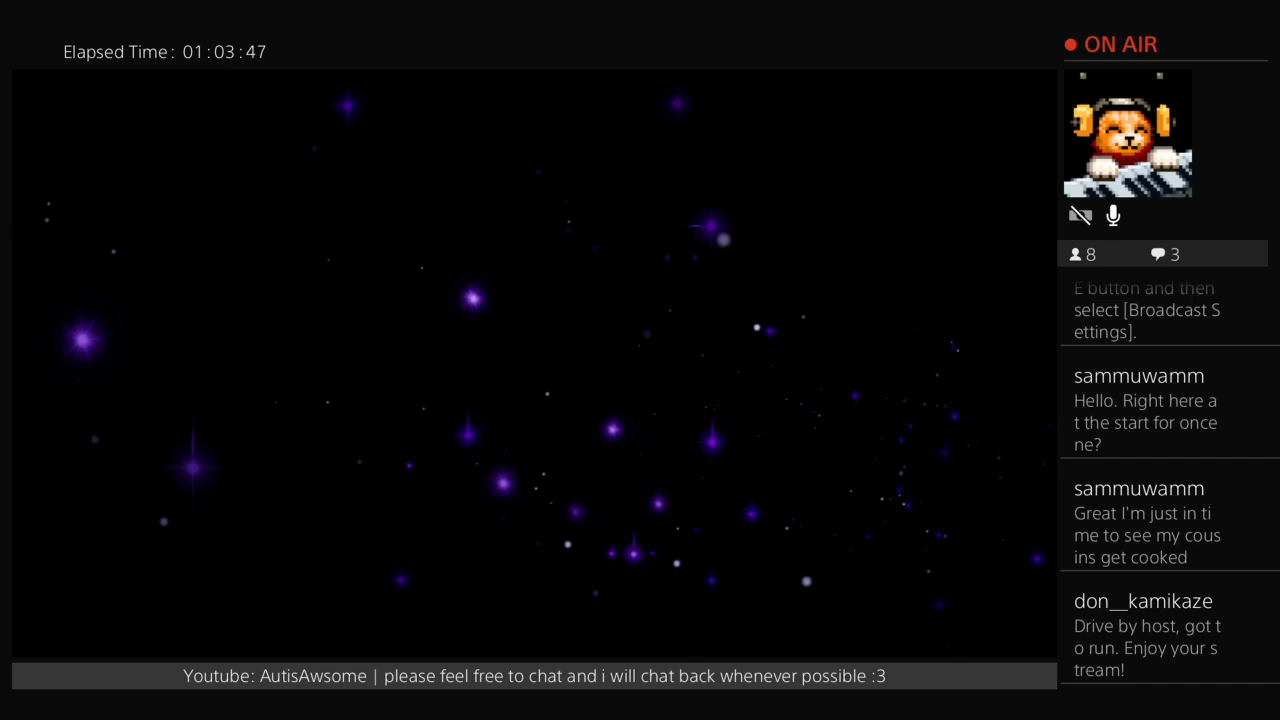 Elapsed Time: 01:03:47
ON AIR
8
3
E button and then
select [Broadcast S
ettings].
sammuwamm
Hello. Right here a
t the start for once
ne?
sammuwamm
Great I'm just in ti
me to see my cous
ins get cooked
don__kamikaze
Drive by host, got t
o run. Enjoy your s
tream!
Youtube: AutisAwsome | please feel free to chat and i will chat back whenever possible :3